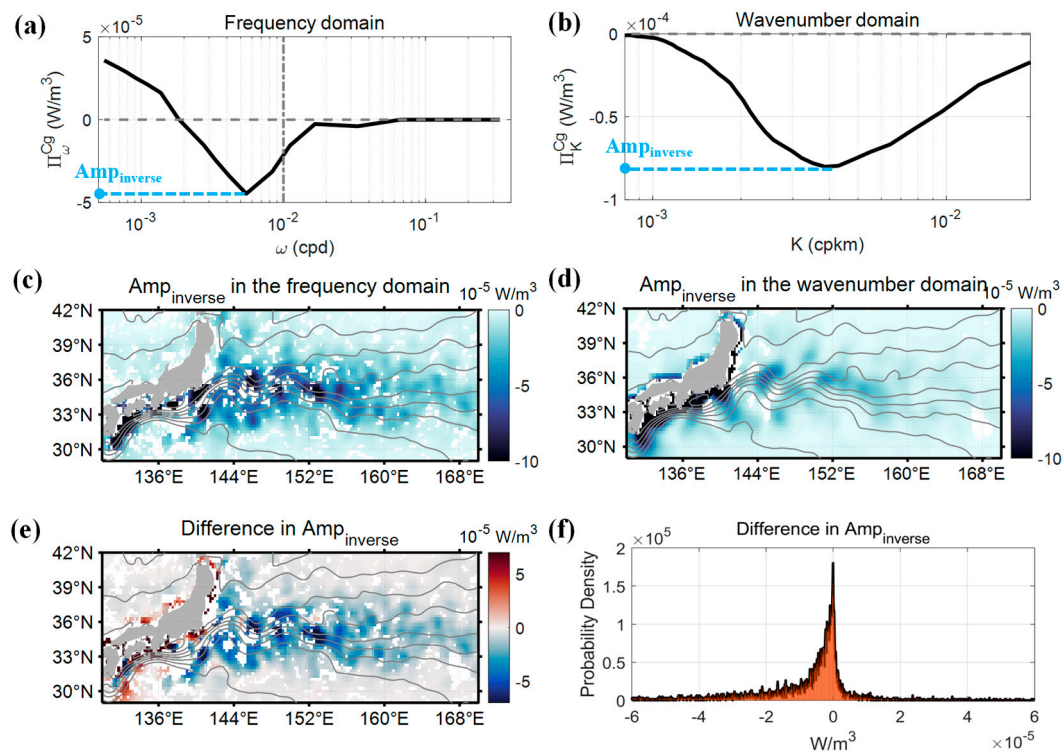 (a)
Frequency domain
×10⁻⁵
5
0
-5
Π_ω^Cg (W/m³)
Amp_inverse
10⁻³
10⁻²
10⁻¹
ω (cpd)
(b)
Wavenumber domain
×10⁻⁴
0
-0.5
-1
Π_K^Cg (W/m³)
Amp_inverse
10⁻³
10⁻²
K (cpkm)
(c)
Amp_inverse in the frequency domain
10⁻⁵ W/m³
42°N
39°N
36°N
33°N
30°N
136°E 144°E 152°E 160°E 168°E
0
-5
-10
(d)
Amp_inverse in the wavenumber domain
10⁻⁵ W/m³
42°N
39°N
36°N
33°N
30°N
136°E 144°E 152°E 160°E 168°E
0
-5
-10
(e)
Difference in Amp_inverse
10⁻⁵ W/m³
42°N
39°N
36°N
33°N
30°N
136°E 144°E 152°E 160°E 168°E
5
0
-5
(f)
Difference in Amp_inverse
×10⁵
2
1.5
1
0.5
0
Probability Density
-6 -4 -2 0 2 4 6
W/m³
×10⁻⁵